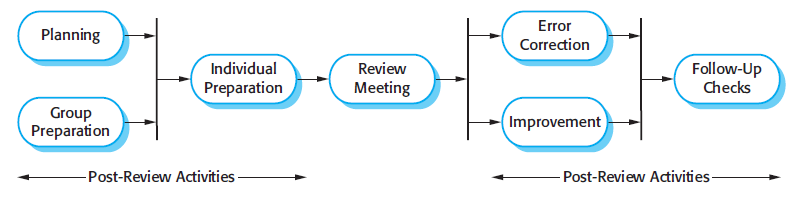 Planning
Group
Preparation
Individual
Preparation
Review
Meeting
Error
Correction
Improvement
Follow-Up
Checks
Post-Review Activities
Post-Review Activities